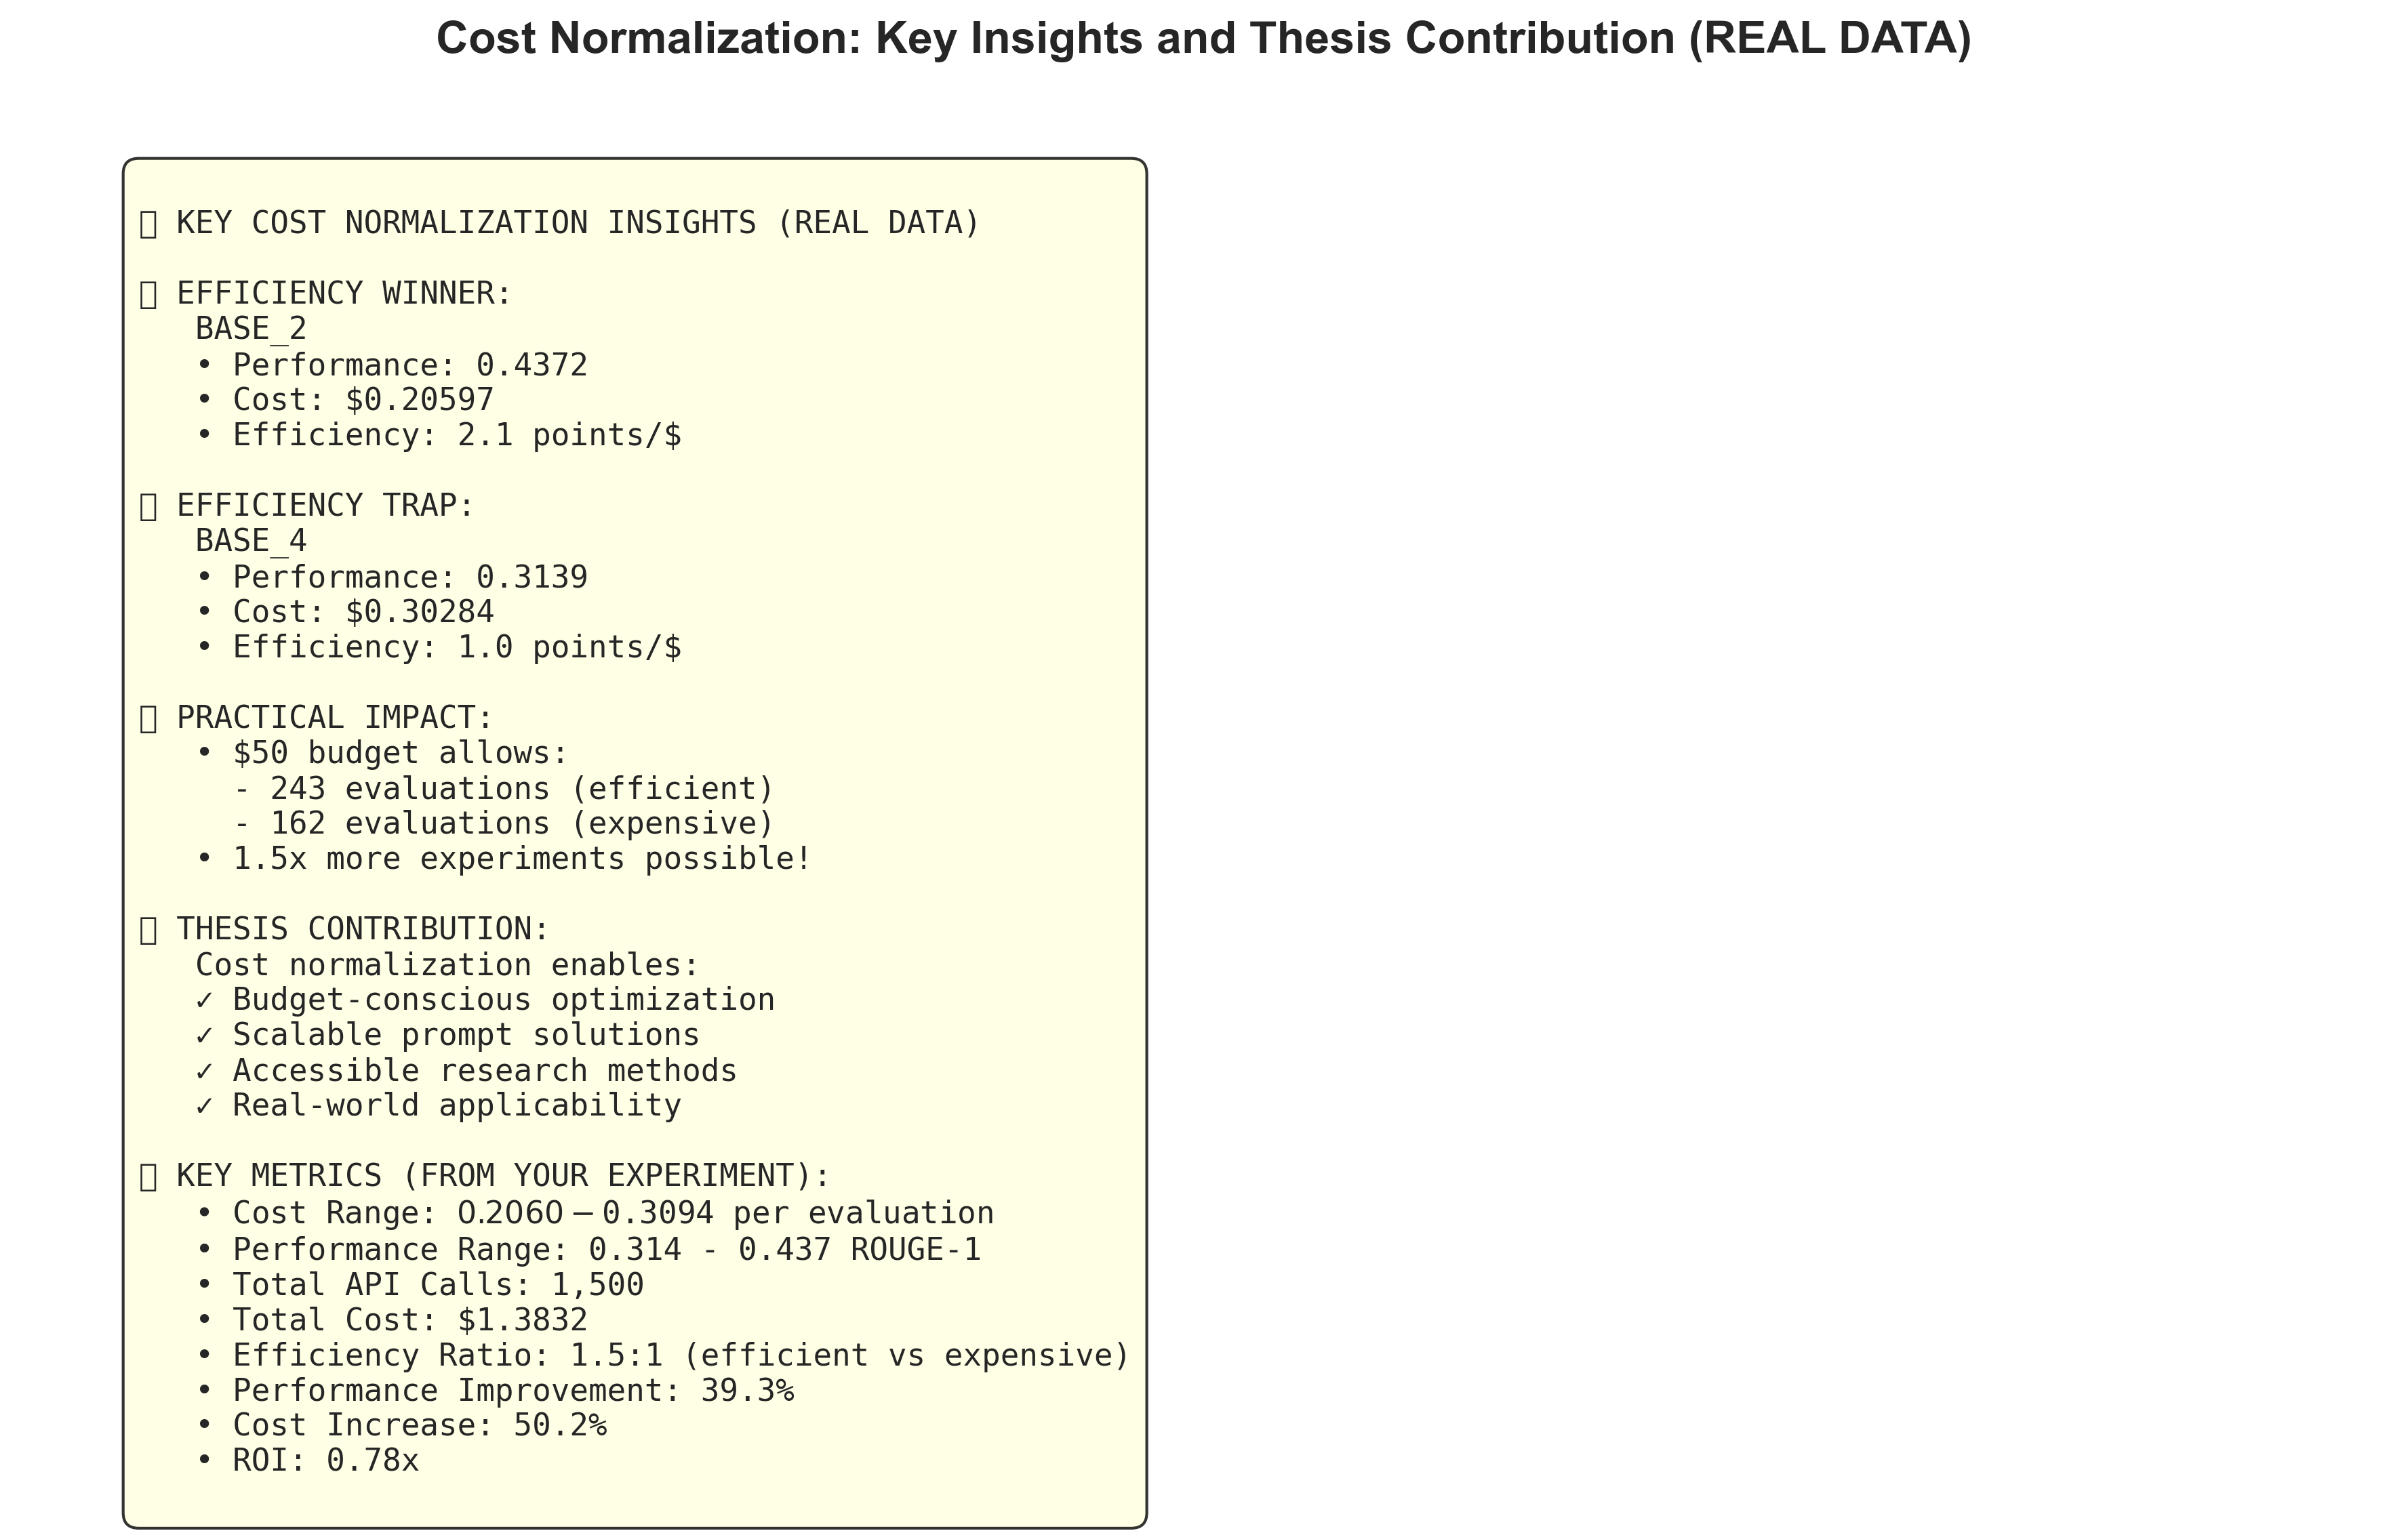 Cost Normalization: Key Insights and Thesis Contribution (REAL DATA)
▯ KEY COST NORMALIZATION INSIGHTS (REAL DATA)
▯ EFFICIENCY WINNER:
BASE_2
• Performance: 0.4372
• Cost: $0.20597
• Efficiency: 2.1 points/$
▯ EFFICIENCY TRAP:
BASE_4
• Performance: 0.3139
• Cost: $0.30284
• Efficiency: 1.0 points/$
▯ PRACTICAL IMPACT:
• $50 budget allows:
- 243 evaluations (efficient)
- 162 evaluations (expensive)
• 1.5x more experiments possible!
▯ THESIS CONTRIBUTION:
Cost normalization enables:
✓ Budget-conscious optimization
✓ Scalable prompt solutions
✓ Accessible research methods
✓ Real-world applicability
▯ KEY METRICS (FROM YOUR EXPERIMENT):
• Cost Range: 0.2060 – 0.3094 per evaluation
• Performance Range: 0.314 - 0.437 ROUGE-1
• Total API Calls: 1,500
• Total Cost: $1.3832
• Efficiency Ratio: 1.5:1 (efficient vs expensive)
• Performance Improvement: 39.3%
• Cost Increase: 50.2%
• ROI: 0.78x